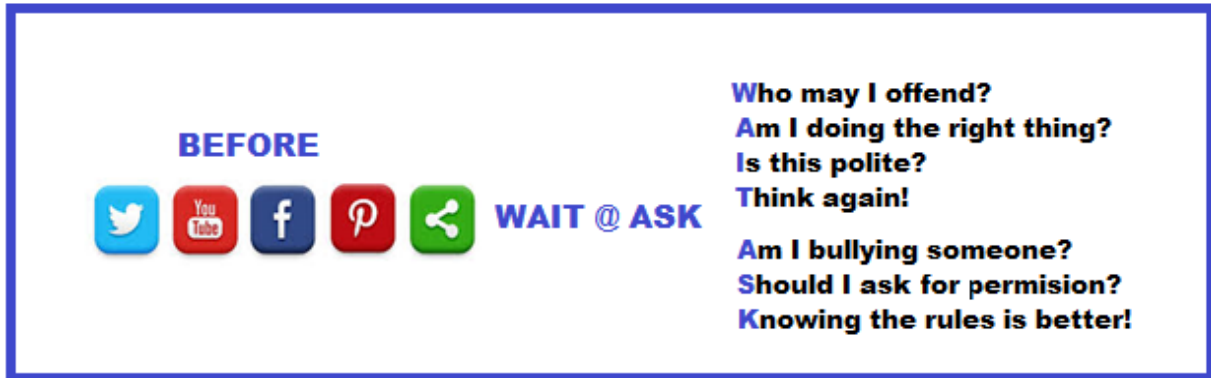 BEFORE
You
Tube
WAIT @ ASK
Who may I offend?
Am I doing the right thing?
Is this polite?
Think again!
Am I bullying someone?
Should I ask for permision?
Knowing the rules is better!